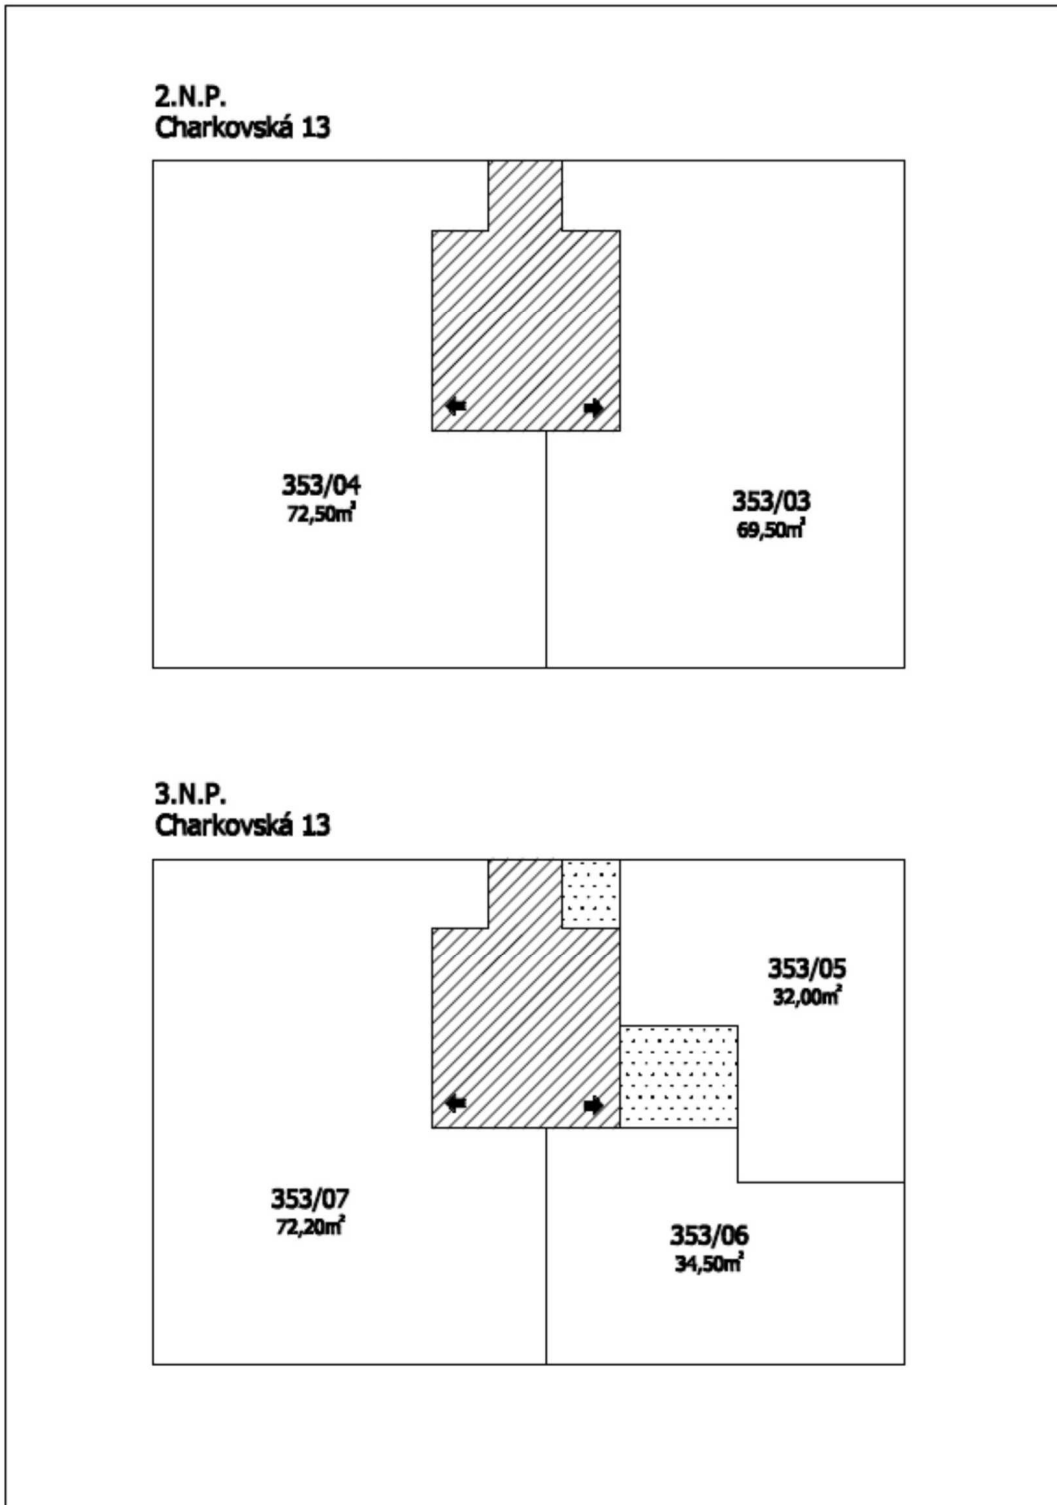 2.N.P.
Charkovská 13
353/04
72,50m²
353/03
69,50m²
3.N.P.
Charkovská 13
353/05
32,00m²
353/07
72,20m²
353/06
34,50m²